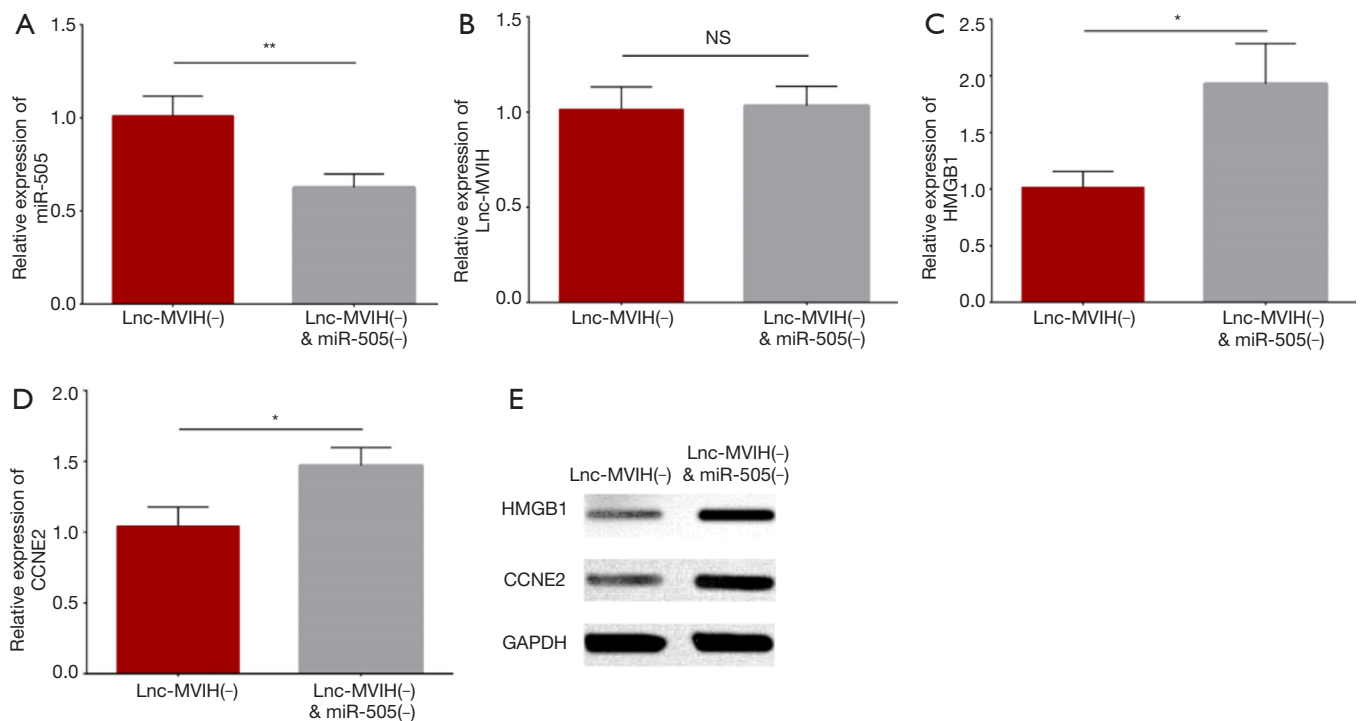 A
Relative expression of
miR-505
1.5
1.0
0.5
0.0
**
Lnc-MVIH(–)
Lnc-MVIH(–)
& miR-505(–)
B
Relative expression of
Lnc-MVIH
1.5
1.0
0.5
0.0
NS
Lnc-MVIH(–)
Lnc-MVIH(–)
& miR-505(–)
C
Relative expression of
HMGB1
2.5
2.0
1.5
1.0
0.5
0.0
*
Lnc-MVIH(–)
Lnc-MVIH(–)
& miR-505(–)
D
Relative expression of
CCNE2
2.0
1.5
1.0
0.5
0.0
*
Lnc-MVIH(–)
Lnc-MVIH(–)
& miR-505(–)
E
Lnc-MVIH(–)
Lnc-MVIH(–)
& miR-505(–)
HMGB1
CCNE2
GAPDH